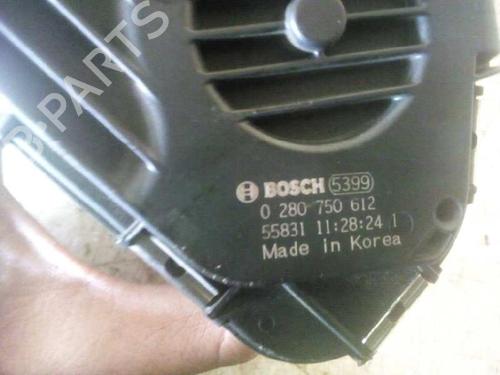 B-PARTS
BOSCH 5399
0 280 750 612
55831 11:28:24 1
Made in Korea